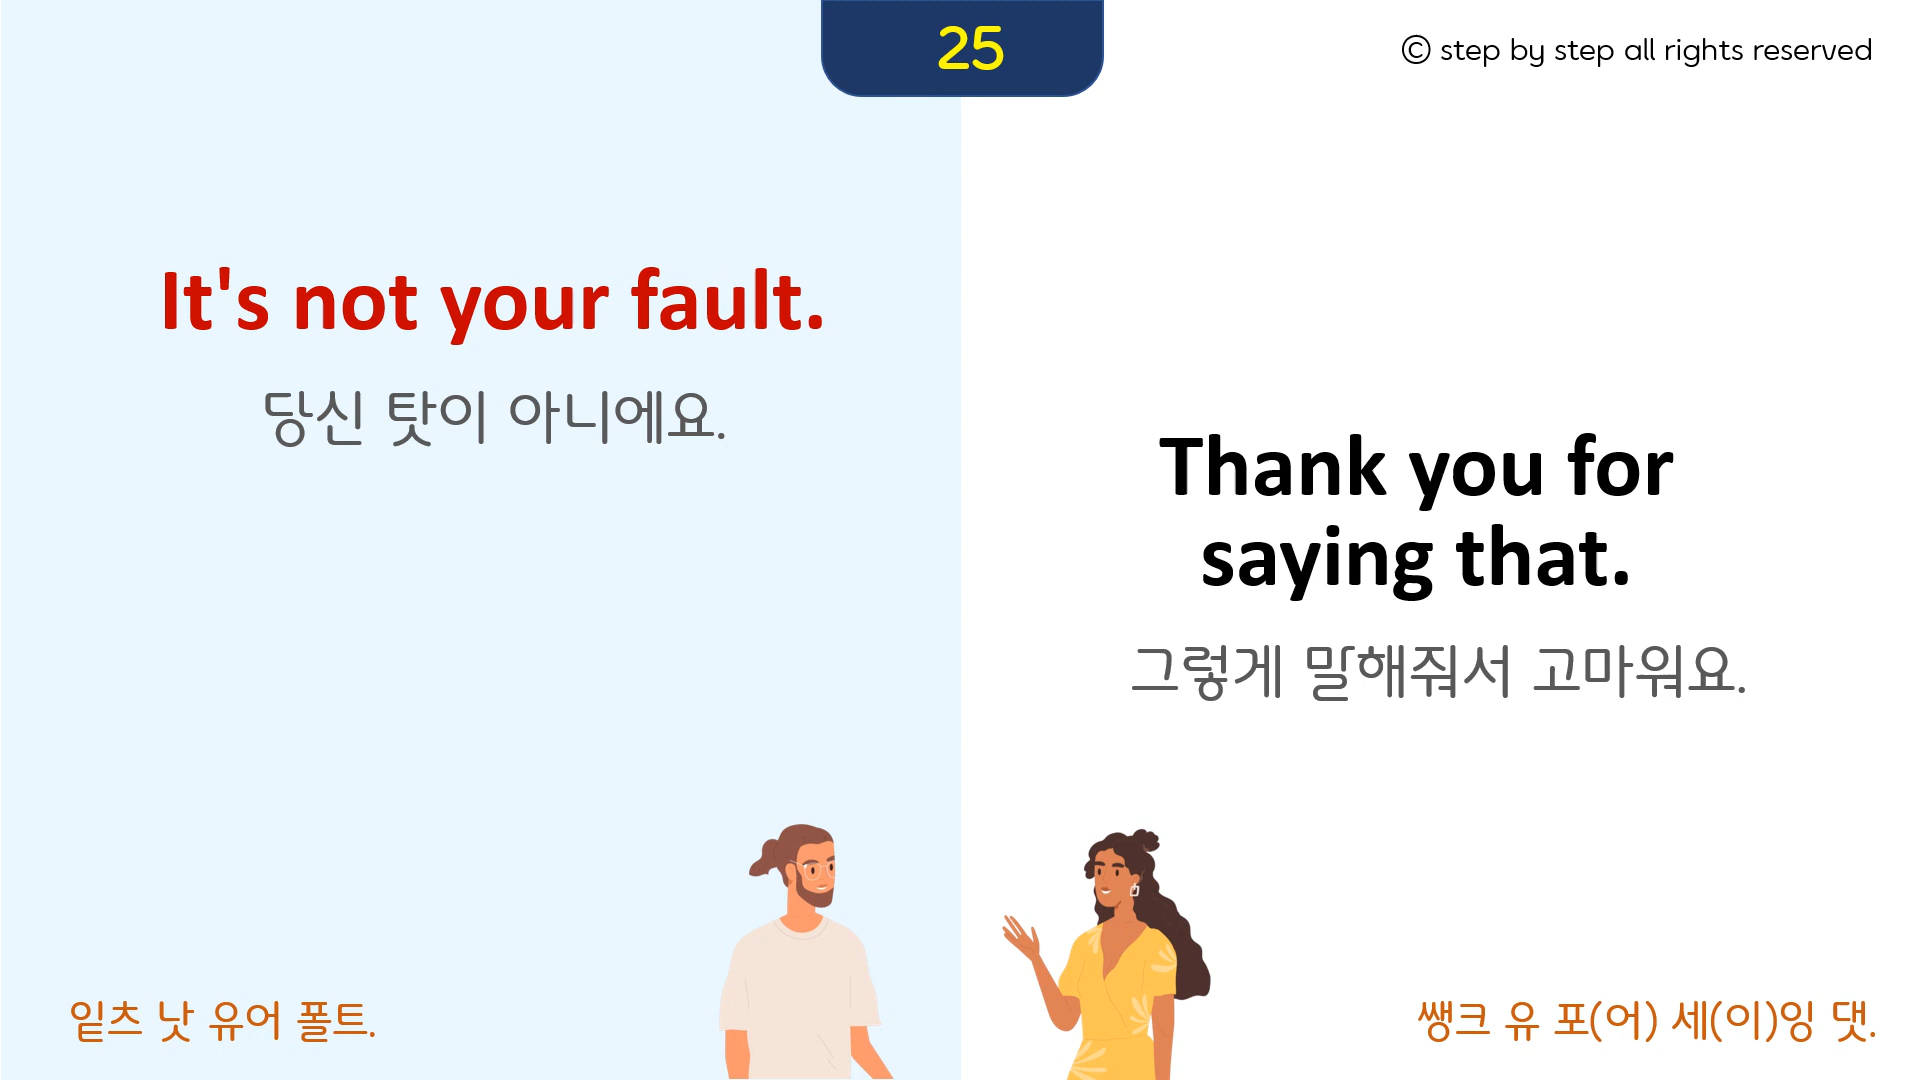 25
© step by step all rights reserved
It's not your fault.
당신 탓이 아니에요.
Thank you for
saying that.
그렇게 말해줘서 고마워요.
잍츠 낫 유어 폴트.
쌩크 유 포(어) 세(이)잉 댓.